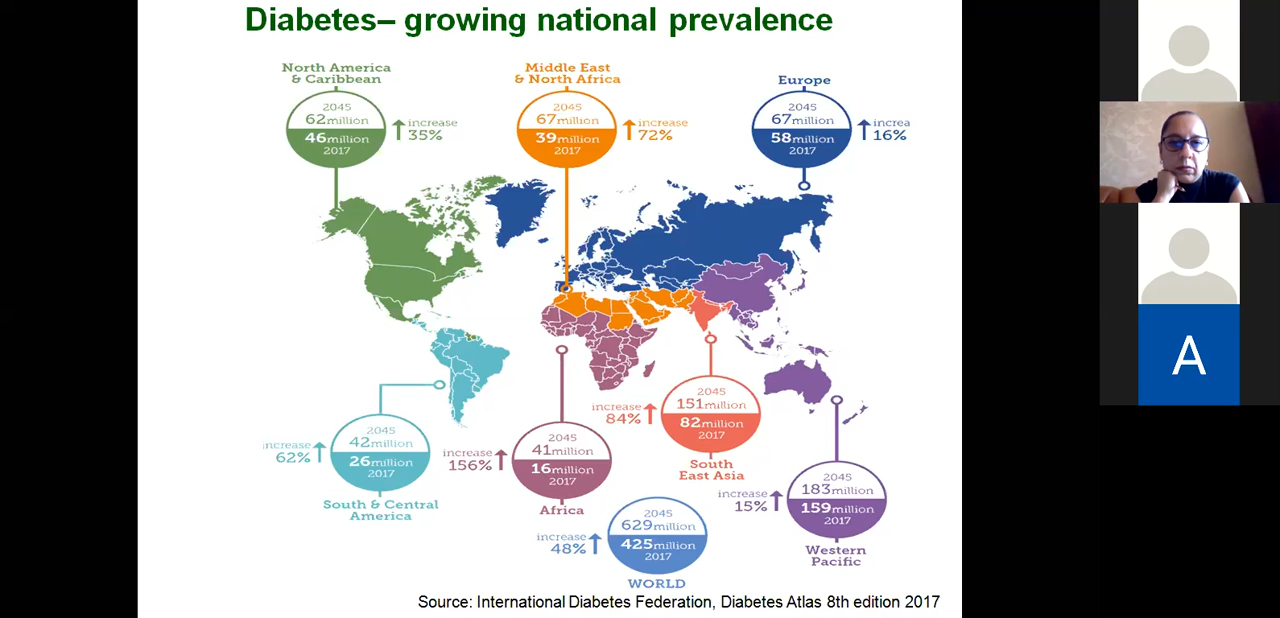 Diabetes– growing national prevalence
North America
& Caribbean
2045
62million
46million
2017
increase
35%
Middle East
& North Africa
2045
67million
39million
2017
increase
72%
Europe
2045
67million
58million
2017
increa
16%
2045
42million
26million
2017
increase
62%
South & Central
America
2045
41million
16million
2017
increase
156%
Africa
2045
151million
82million
2017
increase
84%
South
East Asia
2045
183million
159million
2017
increase
15%
Western
Pacific
2045
629million
425million
2017
increase
48%
WORLD
Source: International Diabetes Federation, Diabetes Atlas 8th edition 2017
A